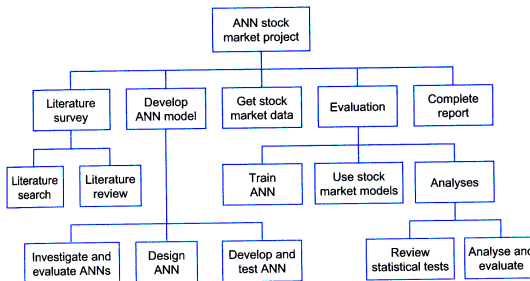 ANN stock
market project
Literature
survey
Develop
ANN model
Get stock
market data
Evaluation
Complete
report
Literature
search
Literature
review
Train
ANN
Use stock
market models
Analyses
Investigate and
evaluate ANNs
Design
ANN
Develop and
test ANN
Review
statistical tests
Analyse and
evaluate